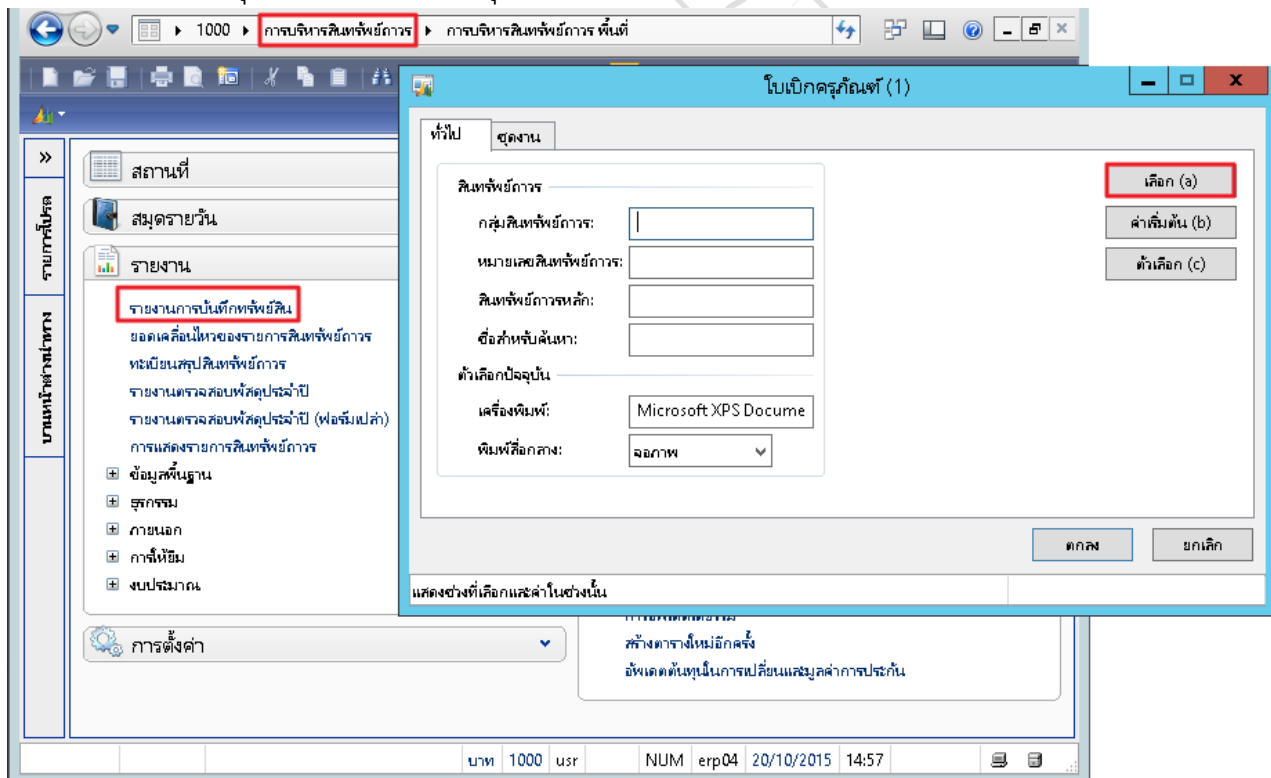 1000 การบริหารสินทรัพย์ถาวร การบริหารสินทรัพย์ถาวร พื้นที่
ใบเบิกครุภัณฑ์ (1)
ทั่วไป ชุดงาน
สถานที่
สมุดรายวัน
รายงาน
รายงานการบันทึกทรัพย์สิน
ยอดเคลื่อนไหวของรายการสินทรัพย์ถาวร
ทะเบียนสรุปสินทรัพย์ถาวร
รายงานตรวจสอบพัสดุประจำปี
รายงานตรวจสอบพัสดุประจำปี (ฟอร์มเปล่า)
การแสดงรายการสินทรัพย์ถาวร
ข้อมูลพื้นฐาน
ธุรกรรม
ภายนอก
การให้ยืม
งบประมาณ
การตั้งค่า
รายการโปรด
บานหน้าต่างนำทาง
สินทรัพย์ถาวร
กลุ่มสินทรัพย์ถาวร:
หมายเลขสินทรัพย์ถาวร:
สินทรัพย์ถาวรหลัก:
ชื่อสำหรับค้นหา:
ตัวเลือกปัจจุบัน
เครื่องพิมพ์: Microsoft XPS Docume
พิมพ์สื่อกลาง: จอภาพ
เลือก (a)
ค่าเริ่มต้น (b)
ตัวเลือก (c)
ตกลง ยกเลิก
แสดงช่วงที่เลือกและค่าในช่วงนั้น
สร้างตารางใหม่อีกครั้ง
อัพเดตต้นทุนในการเปลี่ยนและมูลค่าการประกัน
บาท 1000 usr NUM erp04 20/10/2015 14:57